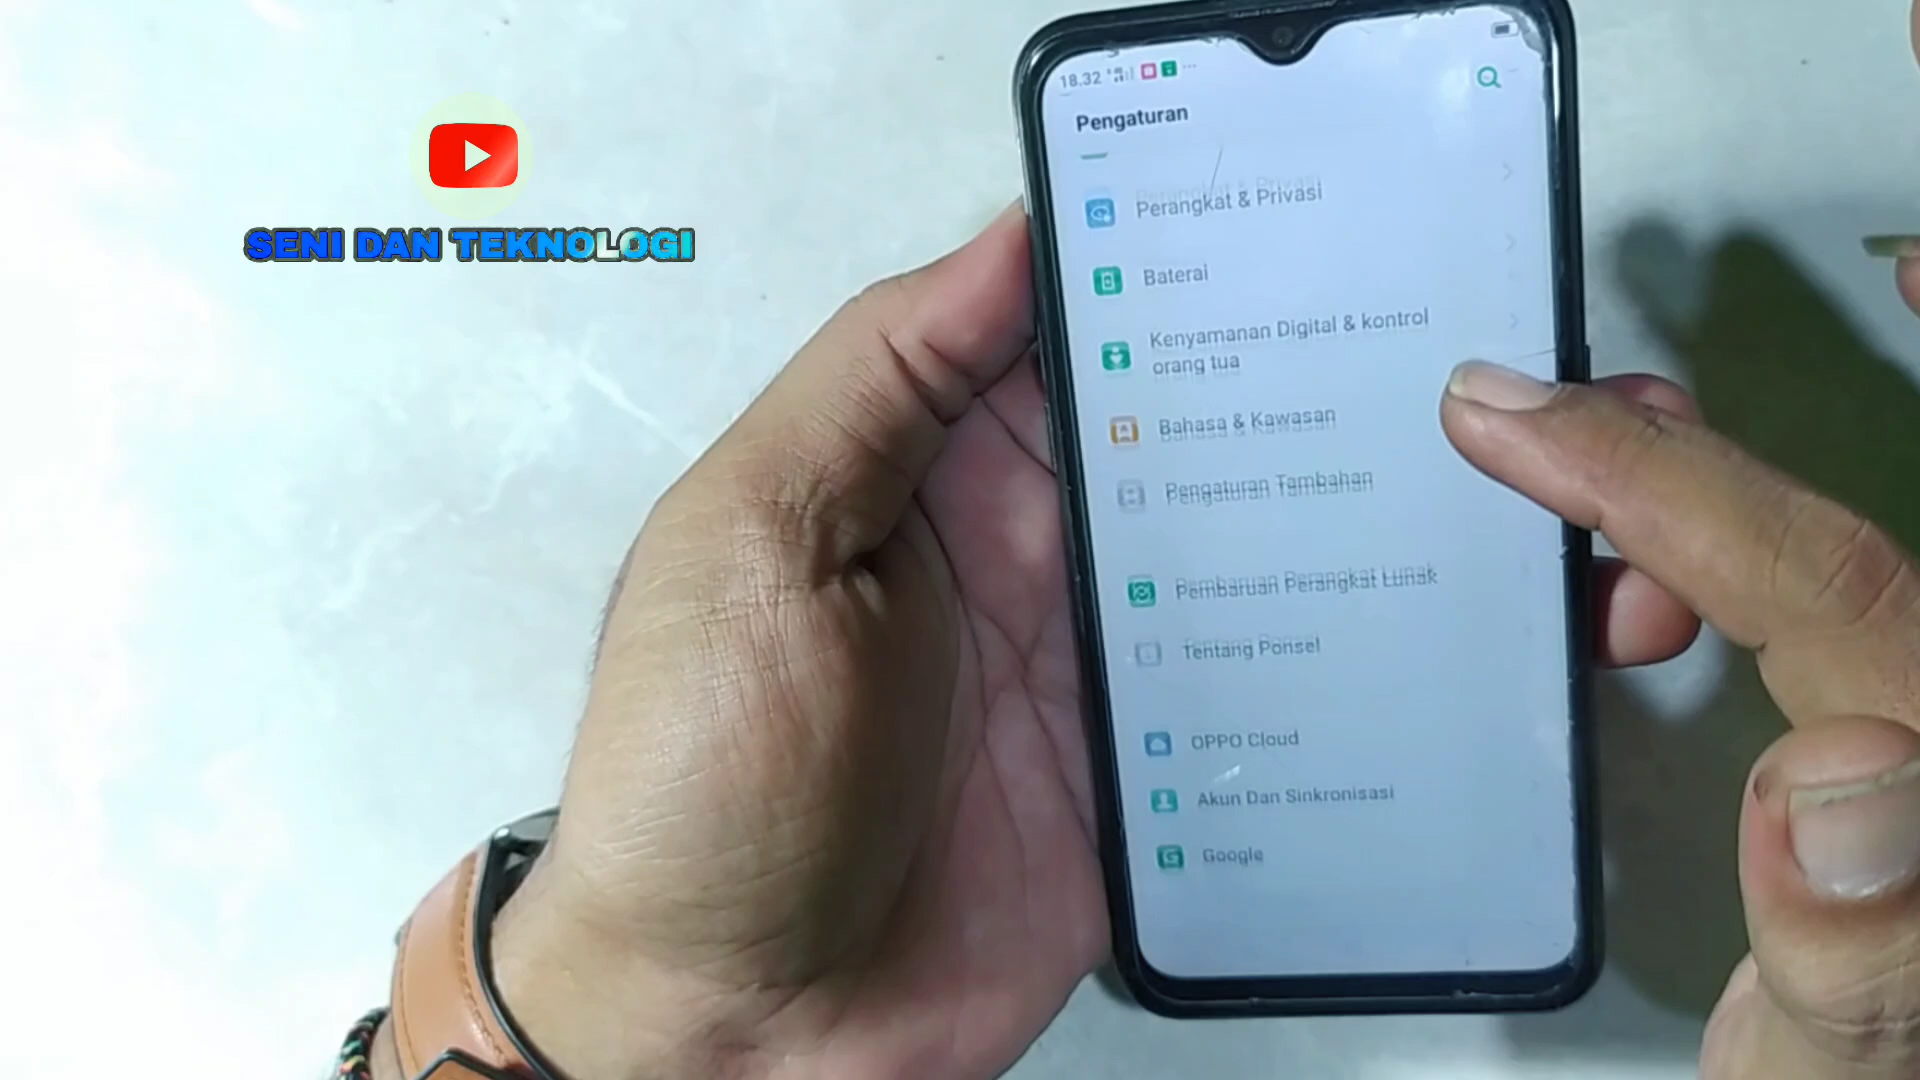 SENI DAN TEKNOLOGI
18.32
Pengaturan
Perangkat & Privasi
Baterai
Kenyamanan Digital & kontrol
orang tua
Bahasa & Kawasan
Pengaturan Tambahan
Pembaruan Perangkat Lunak
Tentang Ponsel
OPPO Cloud
Akun Dan Sinkronisasi
Google